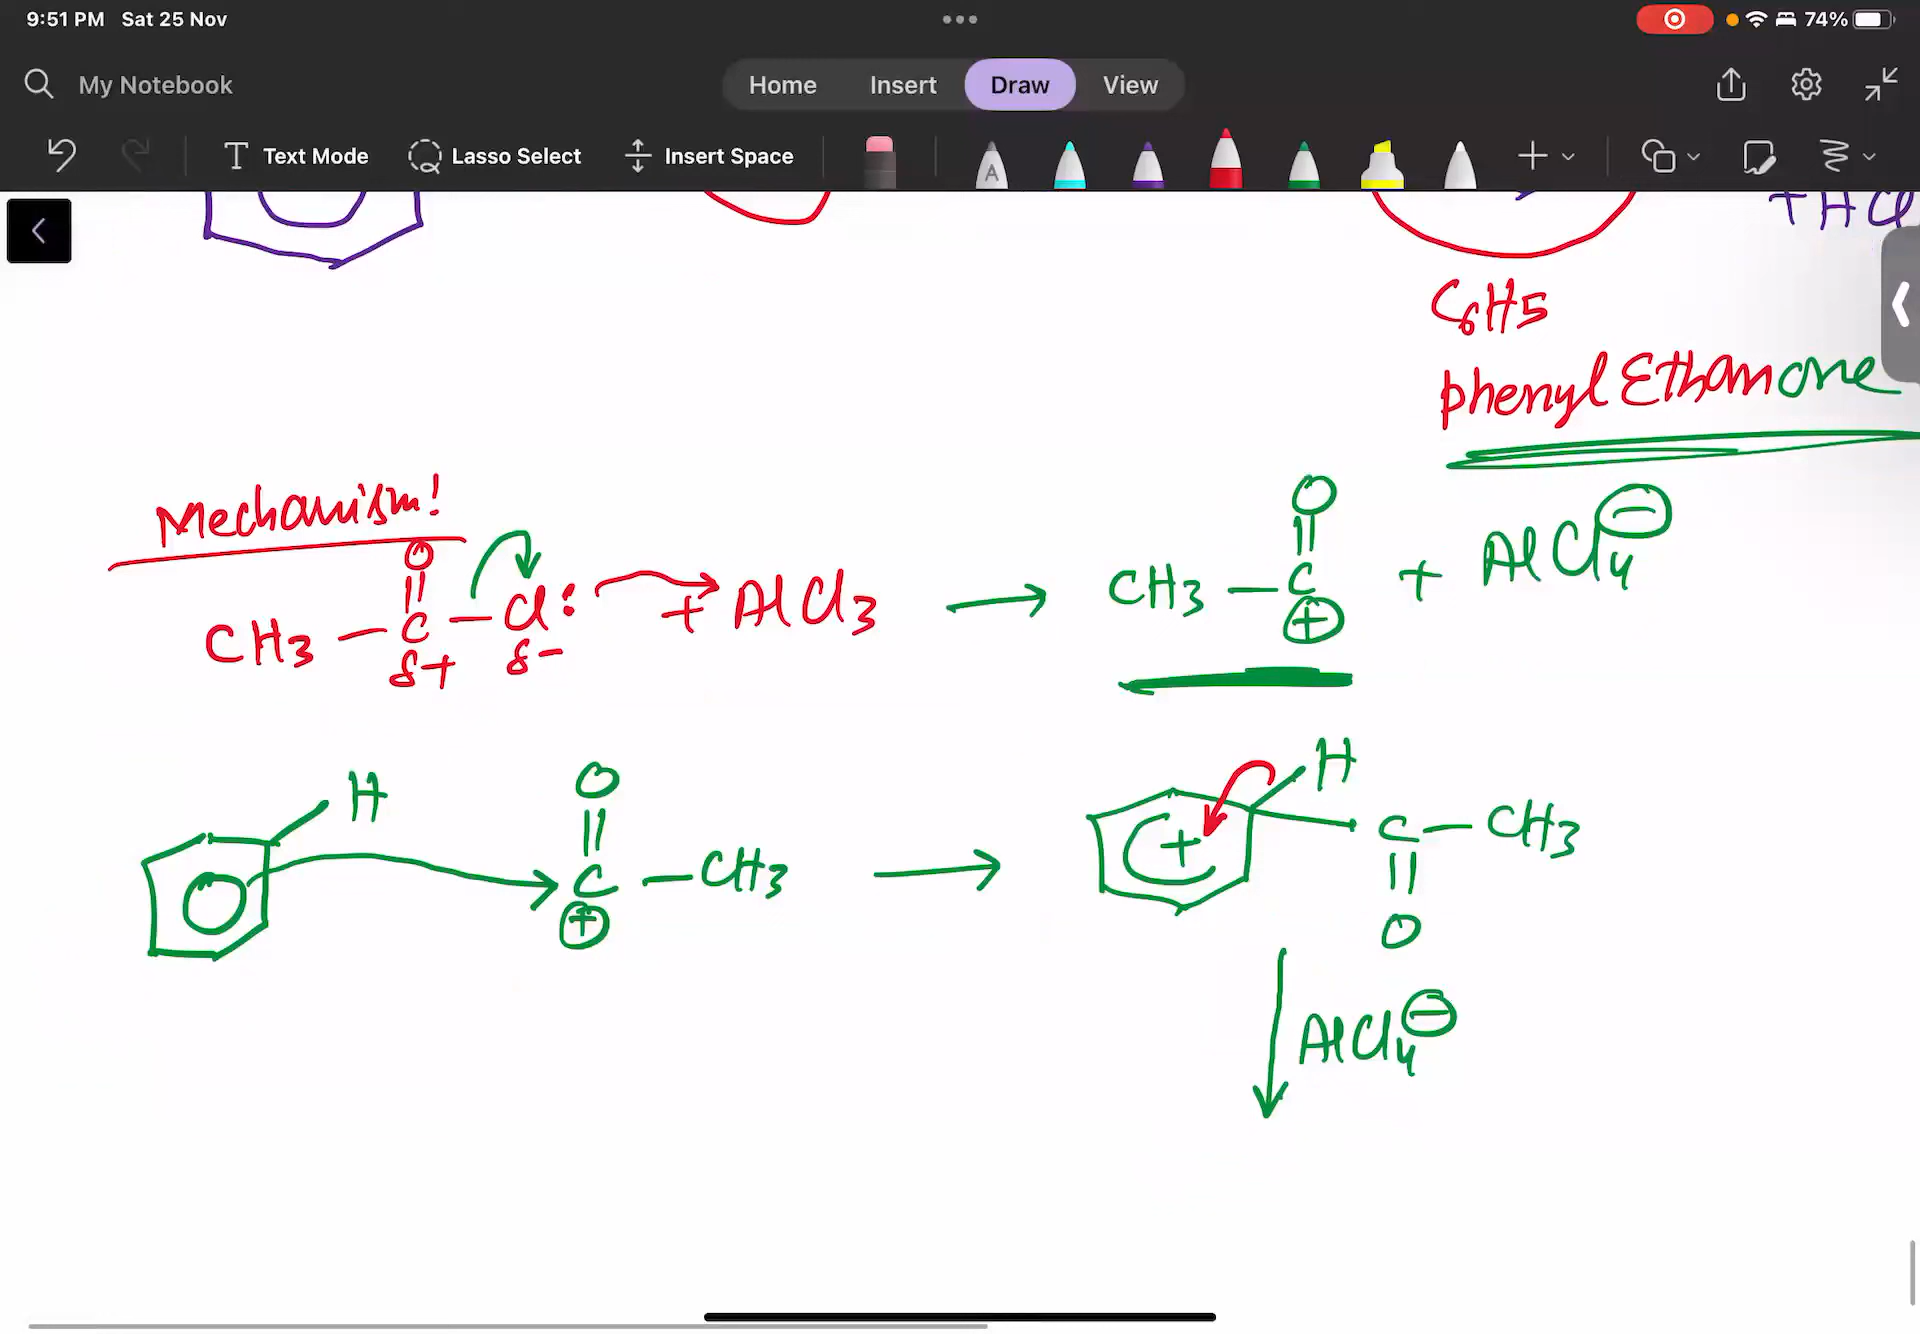 9:51 PM Sat 25 Nov
74%
My Notebook
Home Insert Draw View
Text Mode Lasso Select Insert Space
A
+ HCl
C6H5
phenyl Ethanone
Mechanism!
O
CH3 – C – Cl: + AlCl3 → CH3 – C + AlCl4 ⊖
δ+ δ−
O
⊕
H
O
C – CH3
⊕
H
+
C – CH3
O
AlCl4 ⊖